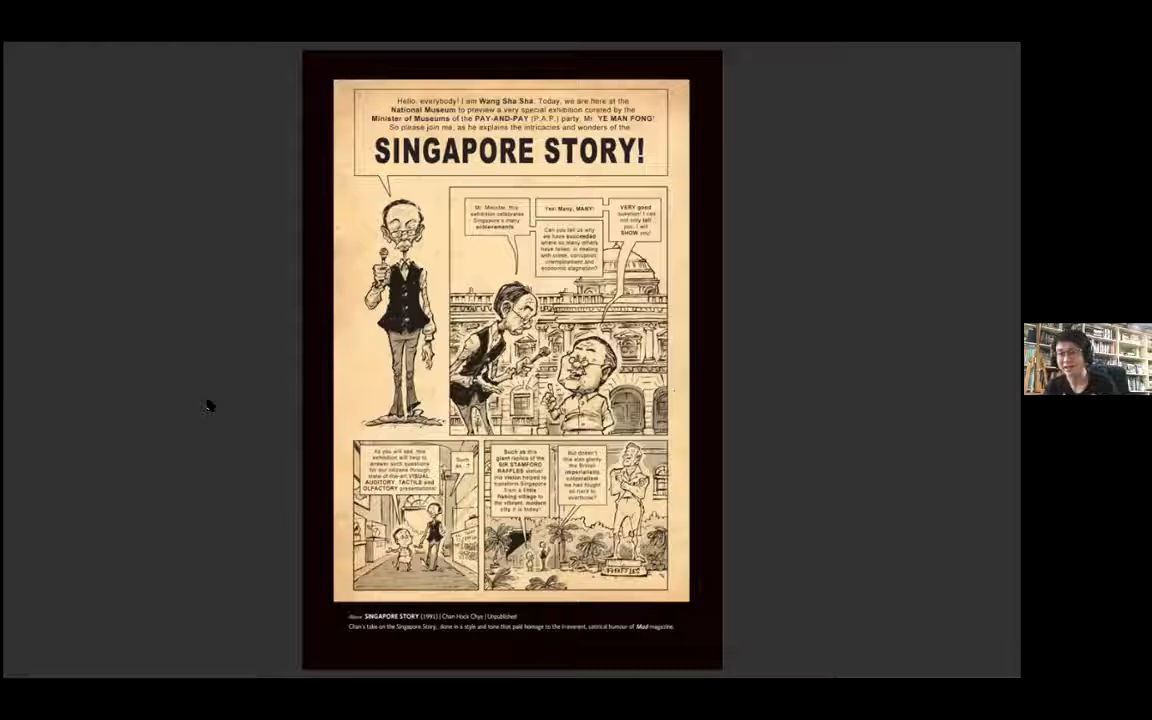 Hello, everybody! I am Wang Sha Sha. Today, we are here at the
National Museum to preview a very special exhibition curated by the
Minister of Museums of the PAY-AND-PAY (P.A.P.) party, Mr. YE MAN FONG!
So please join me, as he explains the intricacies and wonders of the
SINGAPORE STORY!
Mr. Minister, this
exhibition celebrates
Singapore's many
achievements
Yes! Many, MANY!
Can you tell us why
we have succeeded
where so many others
have failed, in dealing
with crime, corruption,
unemployment and
economic stagnation?
VERY good
question! I can
not only tell
you, I will
SHOW you!
As you will see, this
exhibition will help to
answer such questions
for our citizens through
state-of-the-art VISUAL,
AUDITORY, TACTILE and
OLFACTORY presentations!
Such
as..?
Such as this
giant replica of the
SIR STAMFORD
RAFFLES statue!
His vision helped to
transform Singapore
from a little
fishing village to
the vibrant, modern
city it is today!
But doesn't
this also glorify
the British
imperialistic
colonialism
we had fought
so hard to
overthrow?
RAFFLES
Above: SINGAPORE STORY (1991) | Chan Hock Chye | Unpublished
Chan's take on the Singapore Story, done in a style and tone that paid homage to the irreverent, satirical humour of Mad magazine.